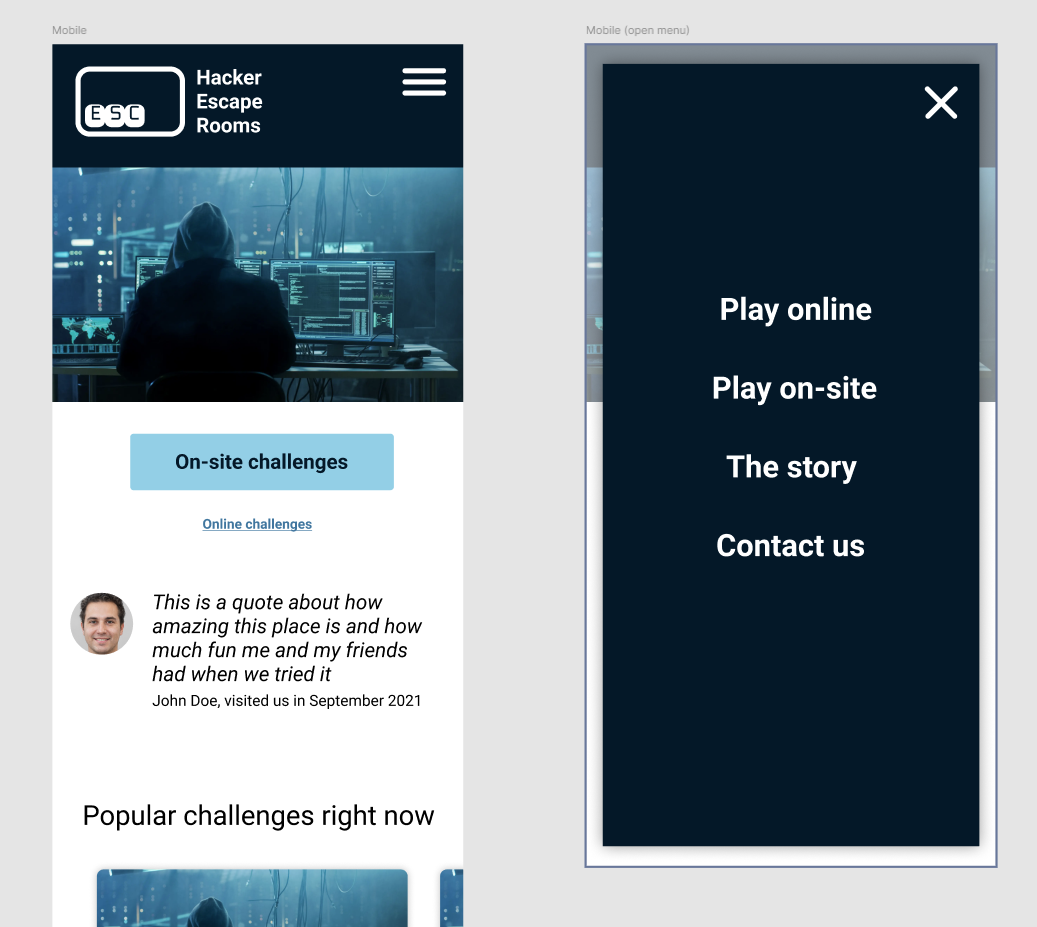 Mobile
ESC
Hacker
Escape
Rooms
On-site challenges
Online challenges
This is a quote about how
amazing this place is and how
much fun me and my friends
had when we tried it
John Doe, visited us in September 2021
Popular challenges right now
Mobile (open menu)
Play online
Play on-site
The story
Contact us